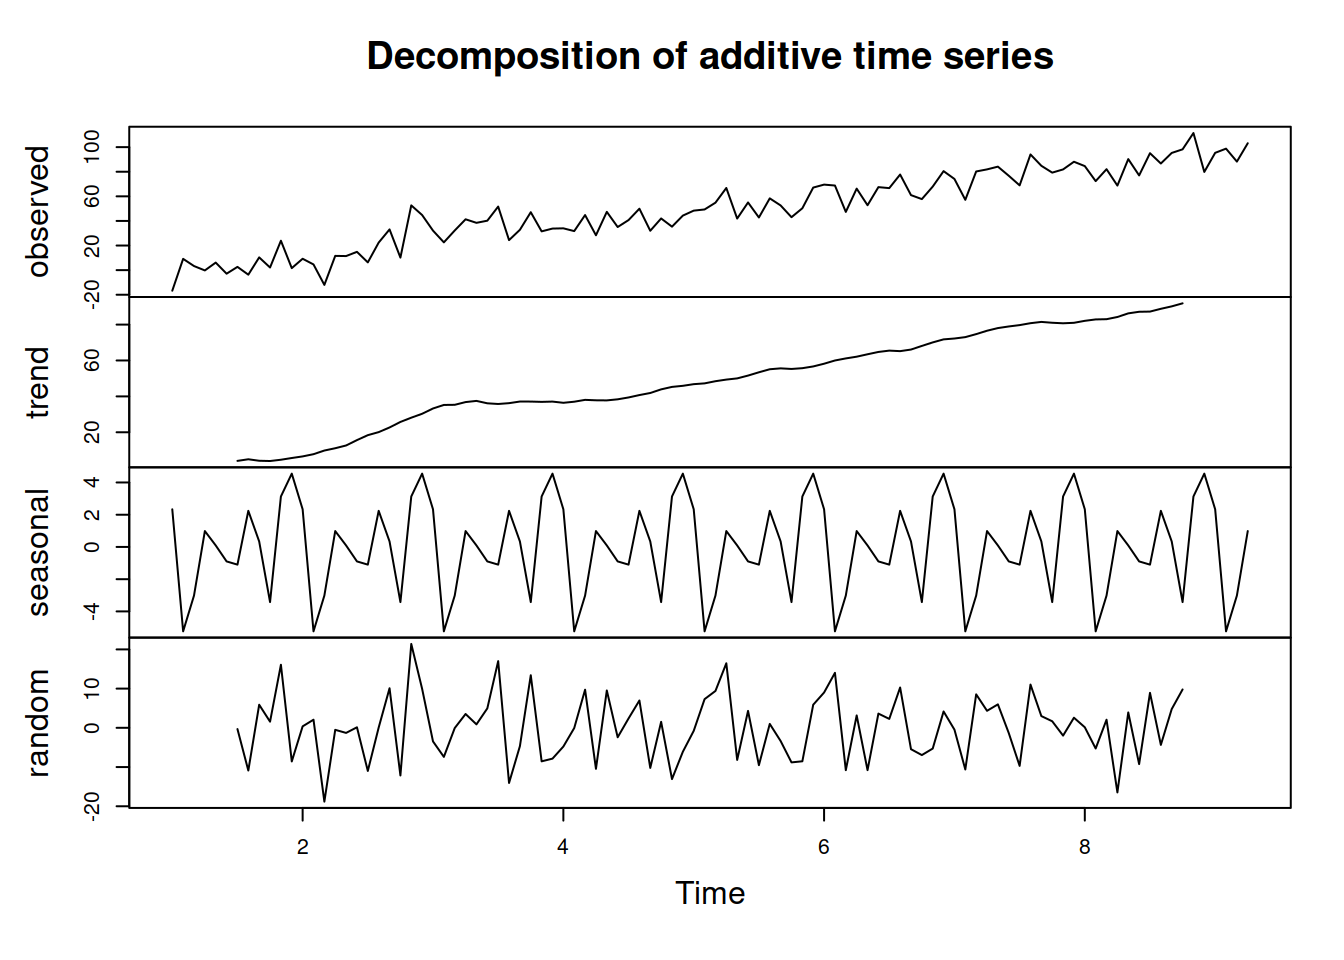 Decomposition of additive time series
observed
-20 20 60 100
trend
20 60
seasonal
-4 0 2 4
random
-20 0 10
2 4 6 8
Time